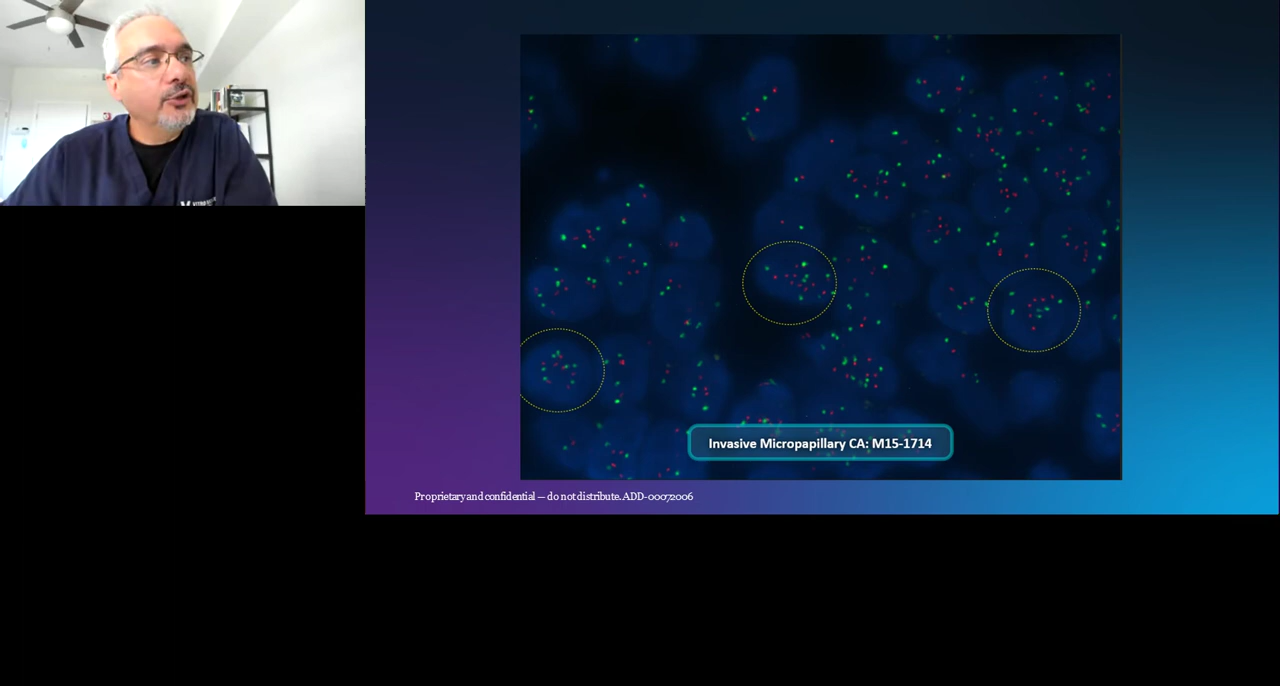 Invasive Micropapillary CA: M15-1714
Proprietary and confidential — do not distribute. ADD-00072006